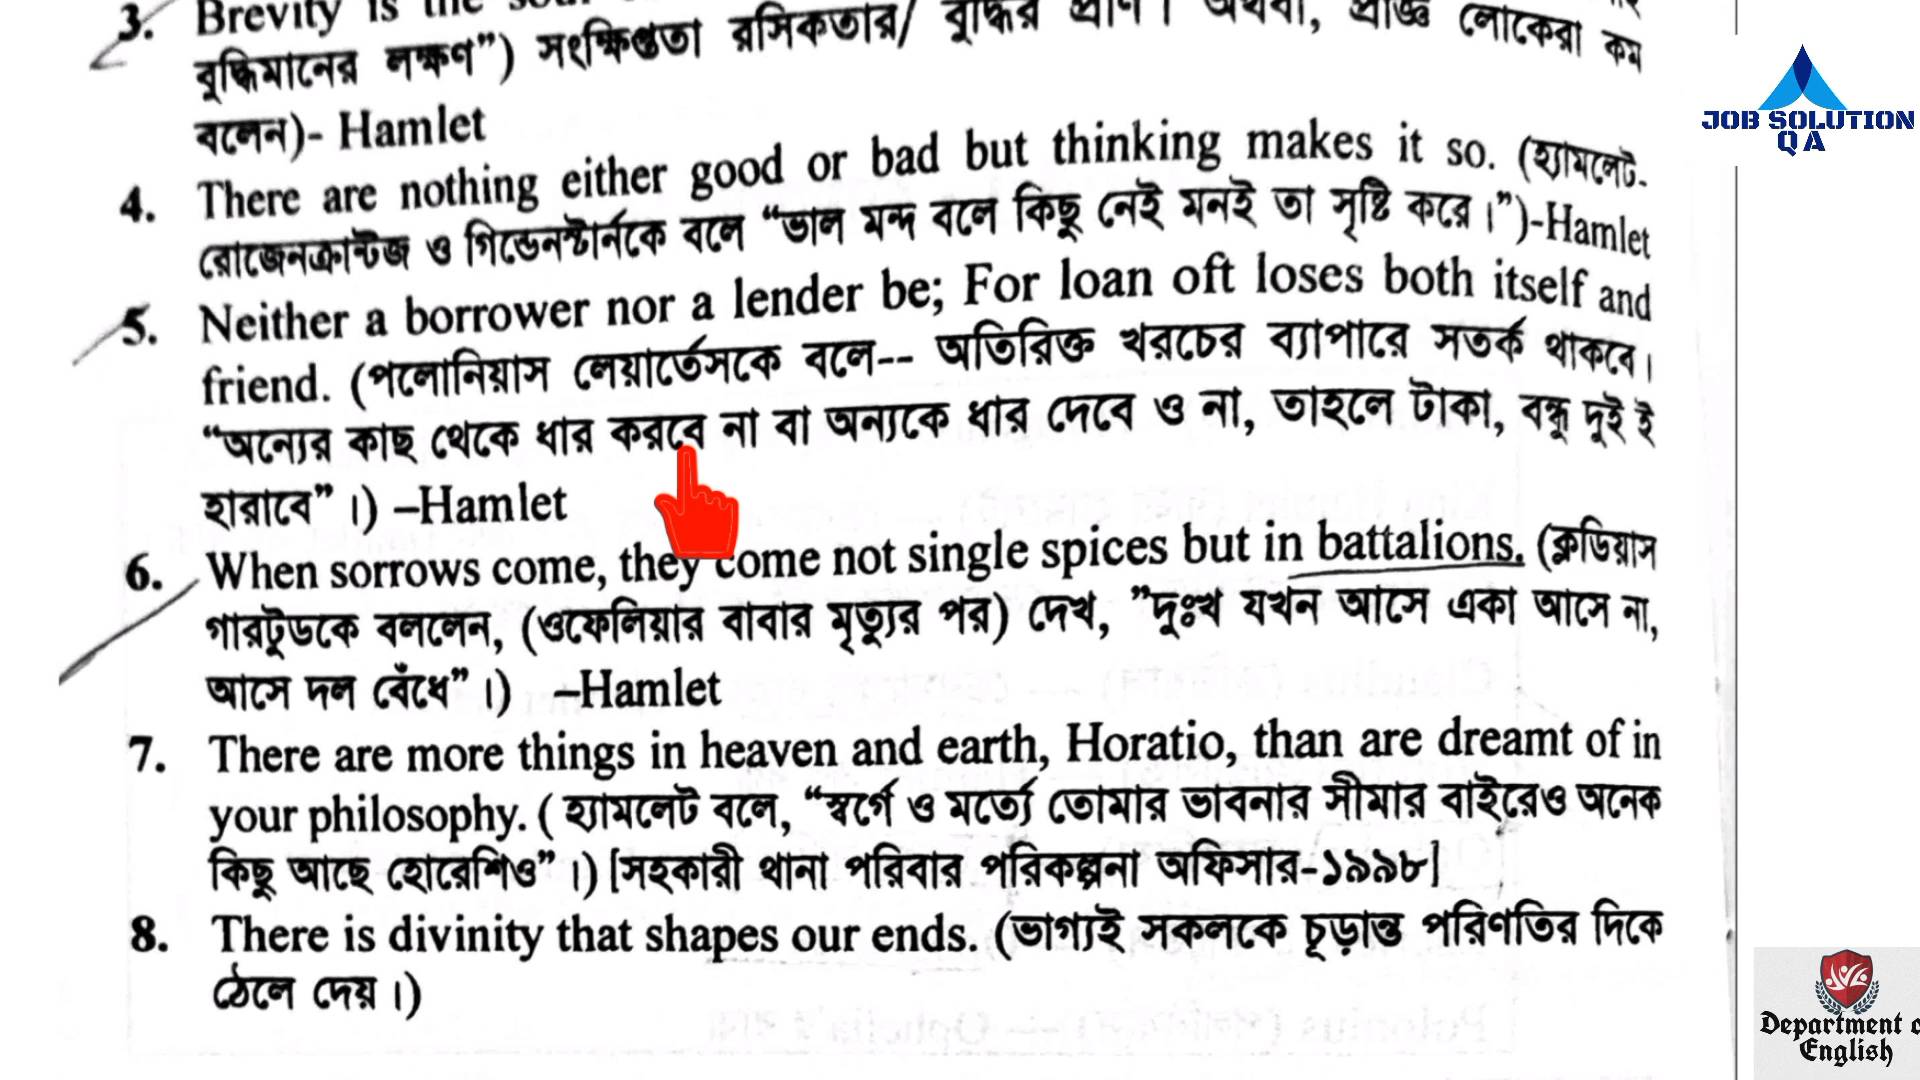 3. Brevity is the
বুদ্ধিমানের লক্ষণ”) সংক্ষিপ্ততা রসিকতার/ বুদ্ধির প্রাণ। অথবা, প্রাজ্ঞ লোকেরা কম
বলেন)- Hamlet
4. There are nothing either good or bad but thinking makes it so. (হ্যামলেট-
রোজেনক্রান্টজ ও গিল্ডেনস্টার্নকে বলে “ভাল মন্দ বলে কিছু নেই মনই তা সৃষ্টি করে।”)-Hamlet
5. Neither a borrower nor a lender be; For loan oft loses both itself and
friend. (পলোনিয়াস লেয়ার্তেসকে বলে-- অতিরিক্ত খরচের ব্যাপারে সতর্ক থাকবে।
“অন্যের কাছ থেকে ধার করবে না বা অন্যকে ধার দেবে ও না, তাহলে টাকা, বন্ধু দুই ই
হারাবে”।) –Hamlet
6. When sorrows come, they come not single spices but in battalions. (ক্লডিয়াস
গারটুডকে বললেন, (ওফেলিয়ার বাবার মৃত্যুর পর) দেখ, ”দুঃখ যখন আসে একা আসে না,
আসে দল বেঁধে”।) –Hamlet
7. There are more things in heaven and earth, Horatio, than are dreamt of in
your philosophy. ( হ্যামলেট বলে, “স্বর্গে ও মর্ত্যে তোমার ভাবনার সীমার বাইরেও অনেক
কিছু আছে হোরেশিও”।) [সহকারী থানা পরিবার পরিকল্পনা অফিসার-১৯৯৮]
8. There is divinity that shapes our ends. (ভাগ্যই সকলকে চূড়ান্ত পরিণতির দিকে
ঠেলে দেয়।)
JOB SOLUTION
QA
Department o
English